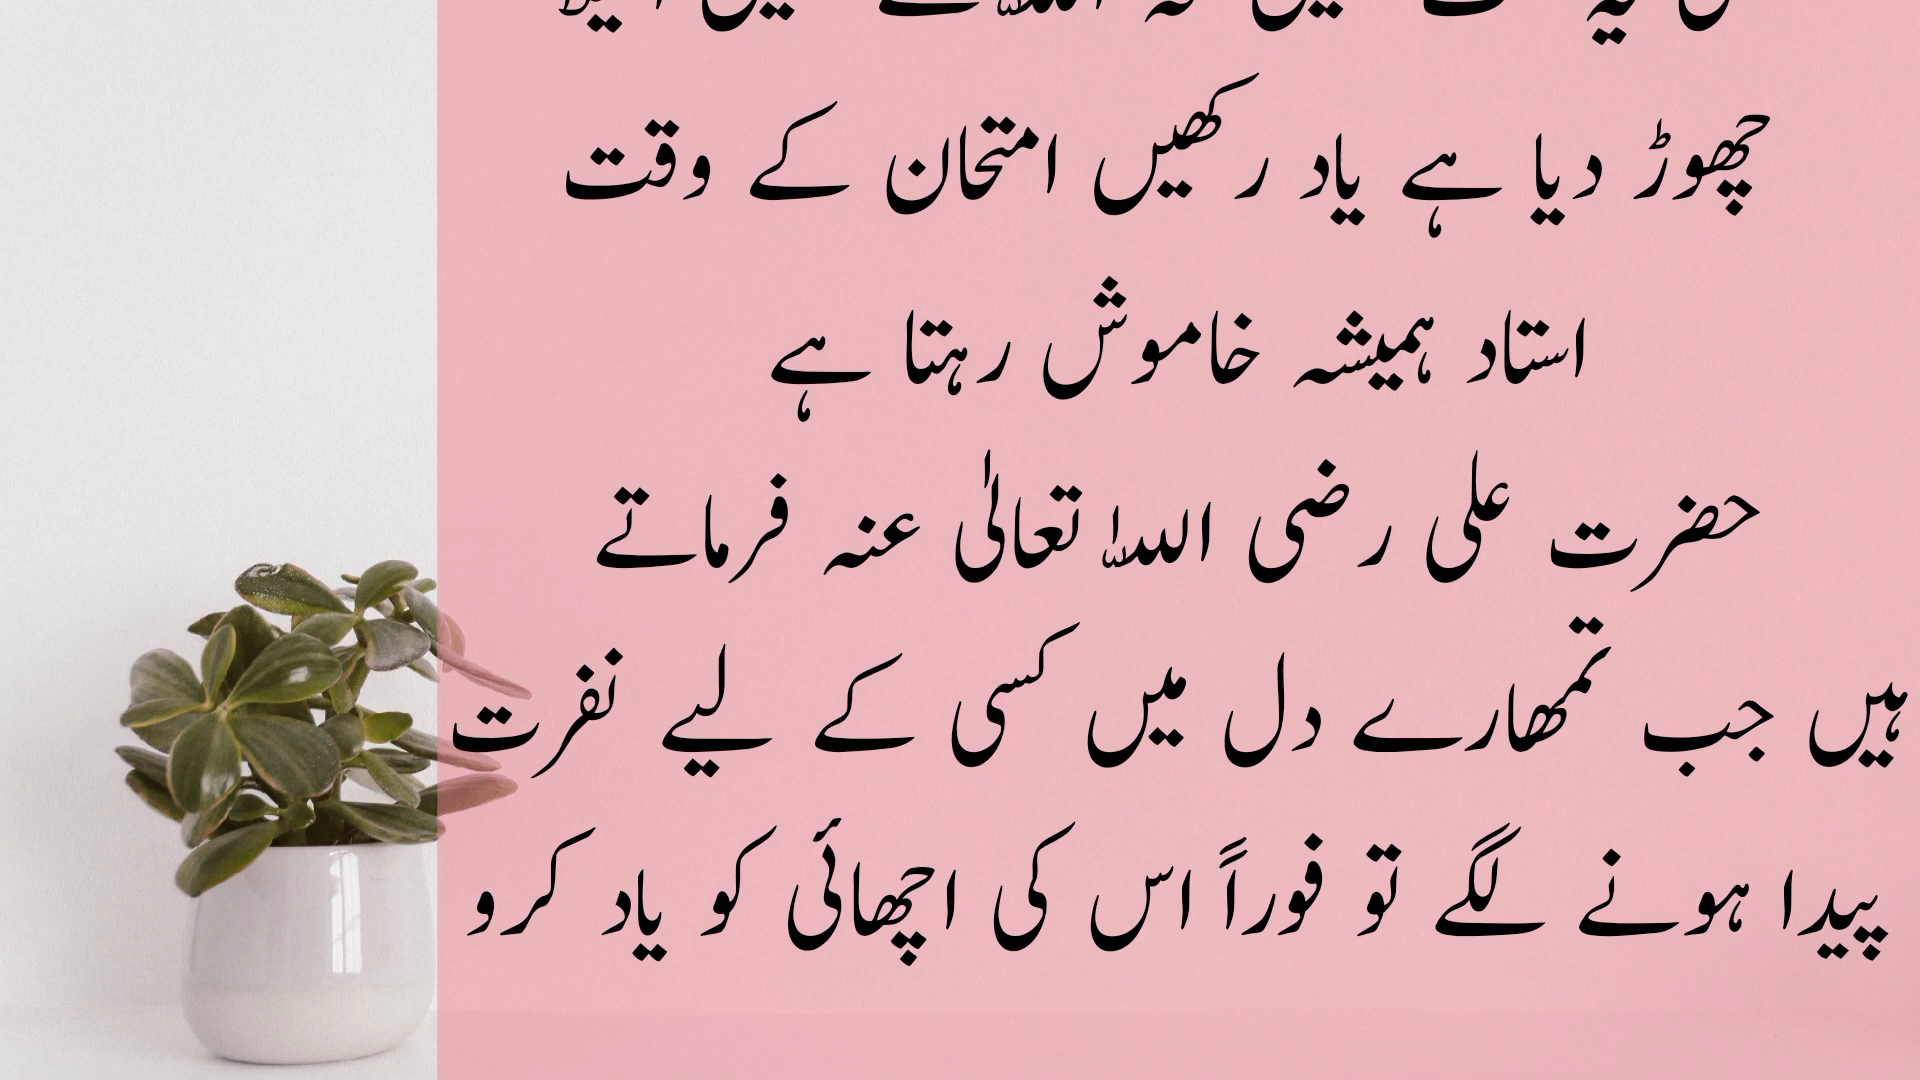 چھوڑ دیا ہے یاد رکھیں امتحان کے وقت
استاد ہمیشہ خاموش رہتا ہے
حضرت علی رضی اللہ تعالٰی عنہ فرماتے
ہیں جب تمھارے دل میں کسی کے لیے نفرت
پیدا ہونے لگے تو فوراً اس کی اچھائی کو یاد کرو